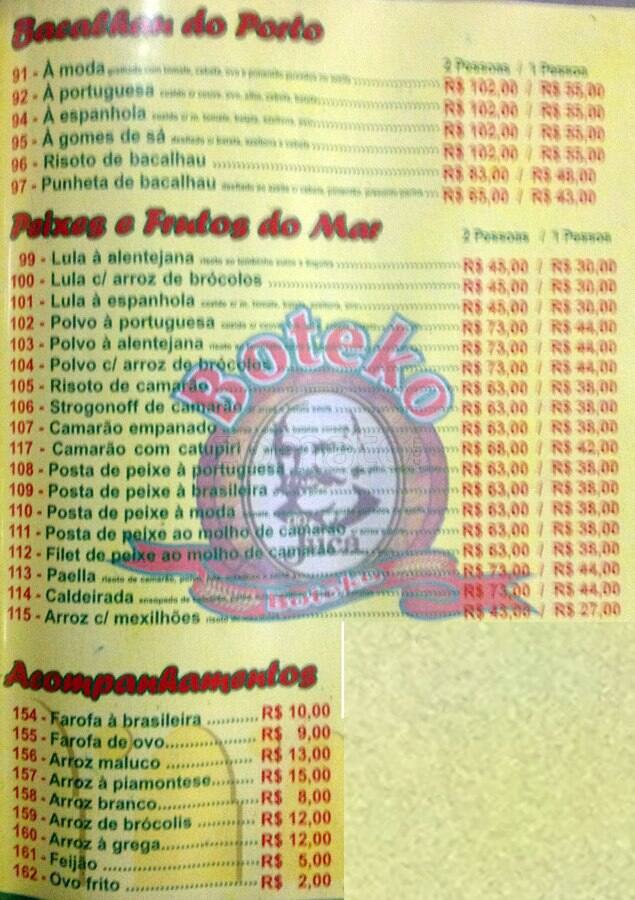 Bacalhau do Porto
2 Pessoas / 1 Pessoa
91 - À moda R$ 102,00 / R$ 55,00
92 - À portuguesa R$ 102,00 / R$ 55,00
94 - À espanhola R$ 102,00 / R$ 55,00
95 - À gomes de sá R$ 102,00 / R$ 55,00
96 - Risoto de bacalhau R$ 83,00 / R$ 48,00
97 - Punheta de bacalhau R$ 65,00 / R$ 43,00
Peixes e Frutos do Mar
2 Pessoas / 1 Pessoa
99 - Lula à alentejana R$ 45,00 / R$ 30,00
100 - Lula c/ arroz de brócolos R$ 45,00 / R$ 30,00
101 - Lula à espanhola R$ 45,00 / R$ 30,00
102 - Polvo à portuguesa R$ 73,00 / R$ 44,00
103 - Polvo à alentejana R$ 73,00 / R$ 44,00
104 - Polvo c/ arroz de brócolos R$ 73,00 / R$ 44,00
105 - Risoto de camarão R$ 63,00 / R$ 38,00
106 - Strogonoff de camarão R$ 63,00 / R$ 38,00
107 - Camarão empanado R$ 63,00 / R$ 38,00
117 - Camarão com catupiri R$ 68,00 / R$ 42,00
108 - Posta de peixe à portuguesa R$ 63,00 / R$ 38,00
109 - Posta de peixe à brasileira R$ 63,00 / R$ 38,00
110 - Posta de peixe à moda R$ 63,00 / R$ 38,00
111 - Posta de peixe ao molho de camarão R$ 63,00 / R$ 38,00
112 - Filet de peixe ao molho de camarão R$ 63,00 / R$ 38,00
113 - Paella R$ 73,00 / R$ 44,00
114 - Caldeirada R$ 73,00 / R$ 44,00
115 - Arroz c/ mexilhões R$ 43,00 / R$ 27,00
Boteko
Boteko
Acompanhamentos
154 - Farofa à brasileira ........... R$ 10,00
155 - Farofa de ovo................... R$ 9,00
156 - Arroz maluco .................. R$ 13,00
157 - Arroz à piamontese......... R$ 15,00
158 - Arroz branco................... R$ 8,00
159 - Arroz de brócolis ............ R$ 12,00
160 - Arroz à grega.................. R$ 12,00
161 - Feijão ............................ R$ 5,00
162 - Ovo frito ........................ R$ 2,00